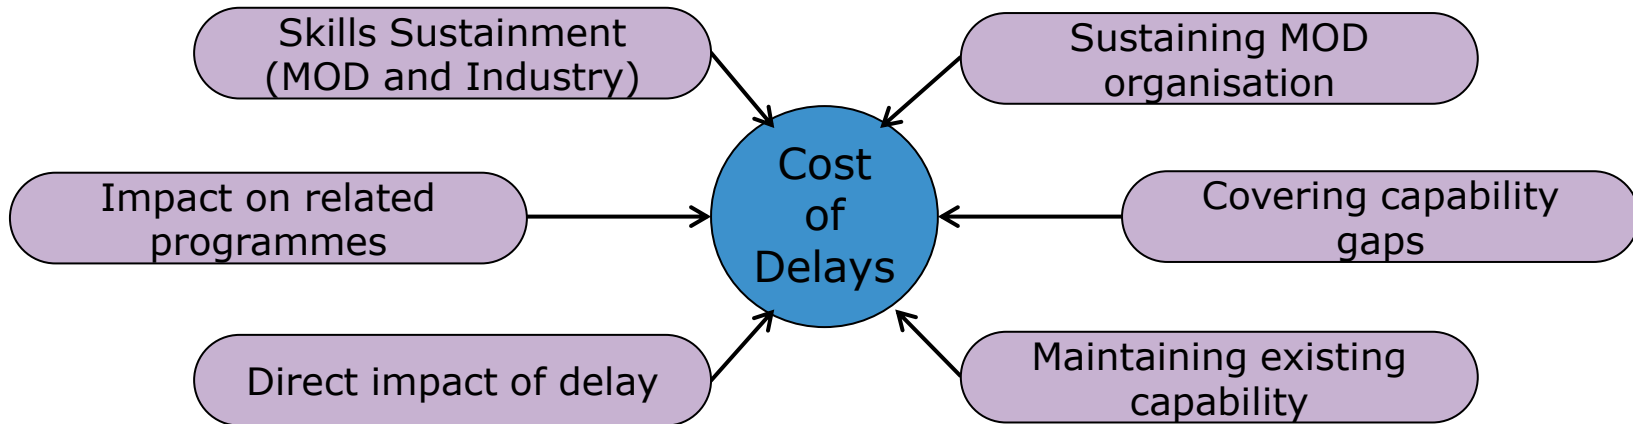 Skills Sustainment
(MOD and Industry)
Sustaining MOD
organisation
Impact on related
programmes
Cost
of
Delays
Covering capability
gaps
Direct impact of delay
Maintaining existing
capability